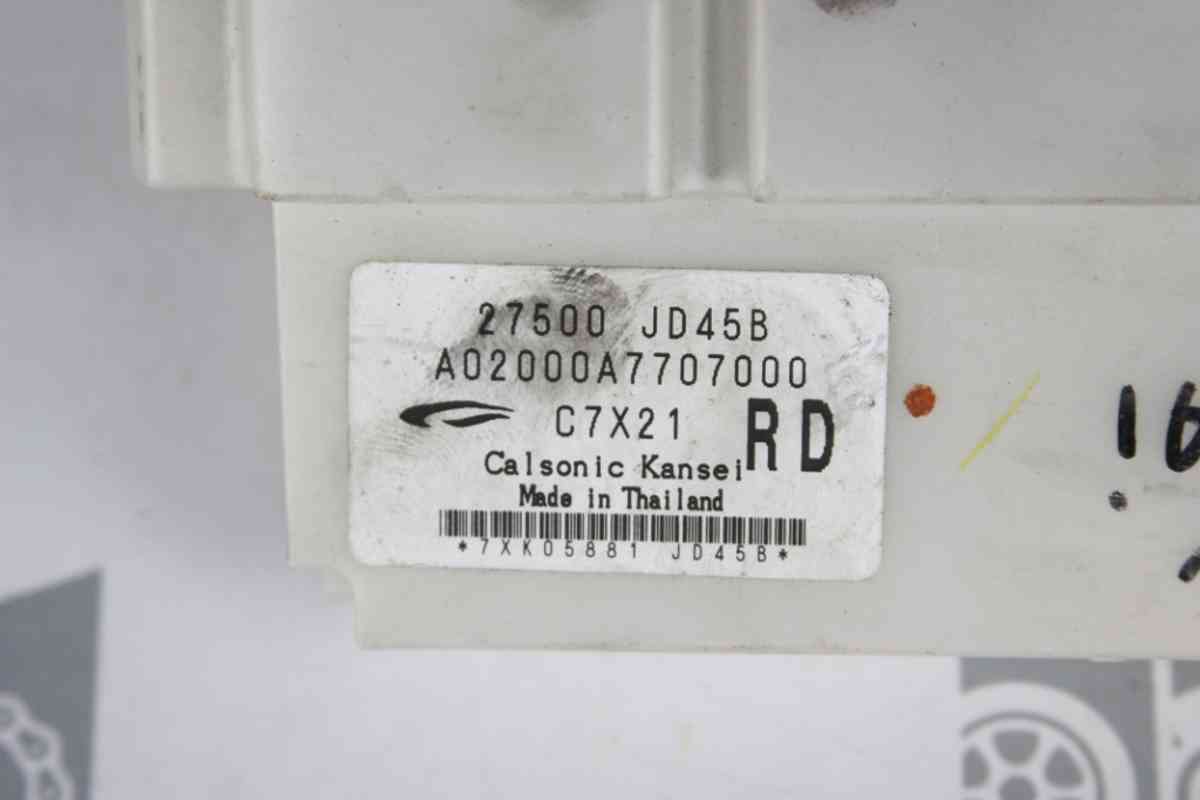 27500 JD45B
A02000A7707000
C7X21 RD
Calsonic Kansei
Made in Thailand
*7XK05881 JD45B*